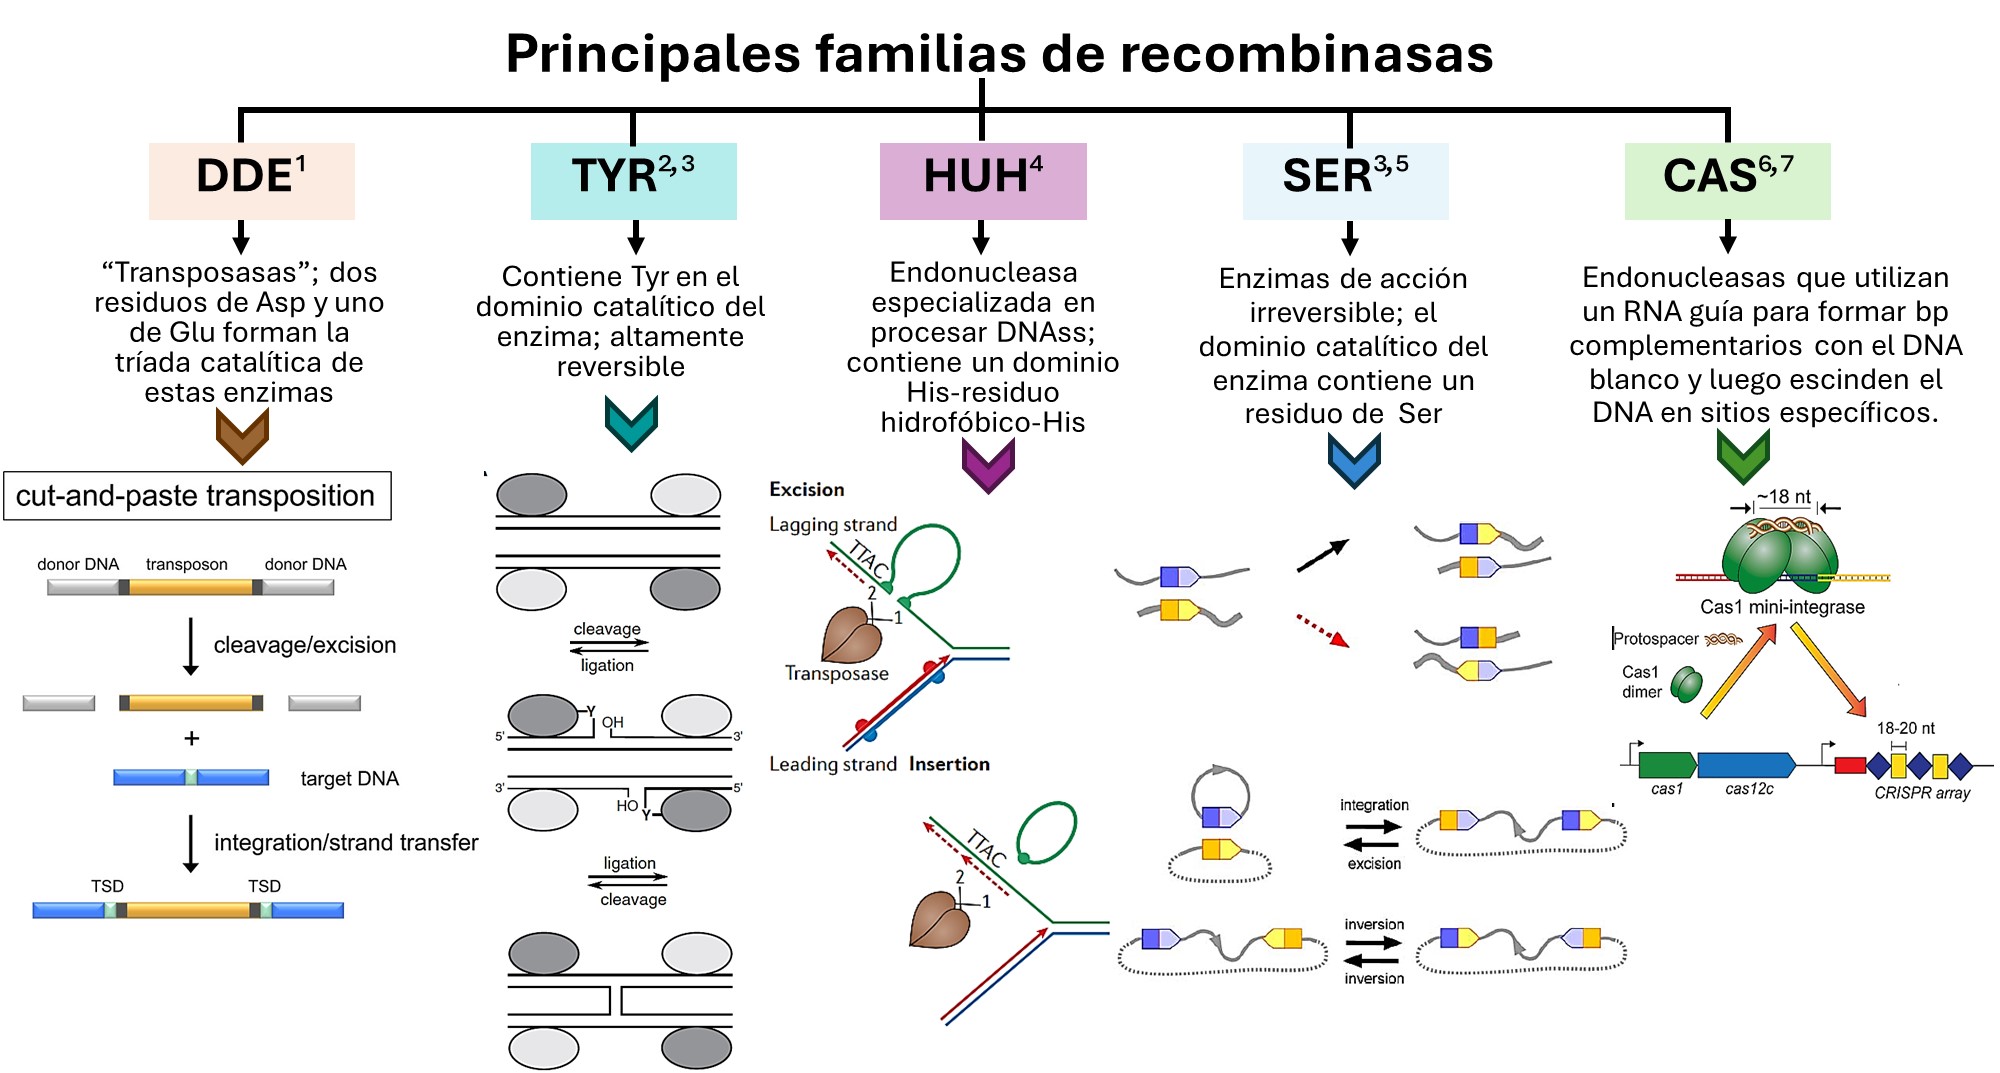 Principales familias de recombinasas
DDE1
“Transposasas”; dos
residuos de Asp y uno
de Glu forman la
tríada catalítica de
estas enzimas
cut-and-paste transposition
donor DNA
transposon
donor DNA
cleavage/excision
+
target DNA
integration/strand transfer
TSD
TSD
TYR2,3
Contiene Tyr en el
dominio catalítico del
enzima; altamente
reversible
cleavage
ligation
Y
OH
5'
3'
3'
5'
HO
Y
ligation
cleavage
HUH4
Endonucleasa
especializada en
procesar DNAss;
contiene un dominio
His-residuo
hidrofóbico-His
Excision
Lagging strand
TTAC
2
1
Transposase
Leading strand
Insertion
TTAC
2
1
SER3,5
Enzimas de acción
irreversible; el
dominio catalítico del
enzima contiene un
residuo de Ser
integration
excision
inversion
inversion
CAS6,7
Endonucleasas que utilizan
un RNA guía para formar bp
complementarios con el DNA
blanco y luego escinden el
DNA en sitios específicos.
~18 nt
Cas1 mini-integrase
Protospacer
Cas1
dimer
18-20 nt
cas1
cas12c
CRISPR array